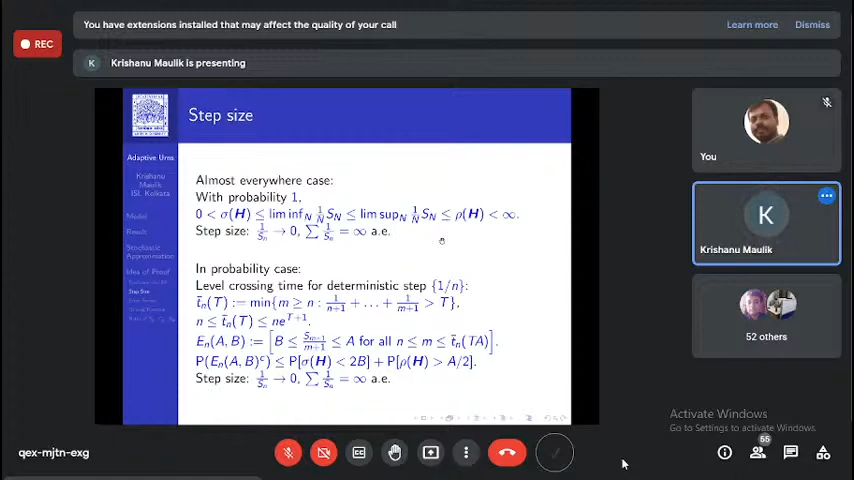 You have extensions installed that may affect the quality of your call
Learn more
Dismiss
REC
K
Krishanu Maulik is presenting
Step size
Adaptive Urns
Krishanu
Maulik
ISI, Kolkata
Model
Result
Stochastic
Approximation
Idea of Proof
Step Size
Almost everywhere case:
With probability 1,
0 < σ(H) ≤ lim inf_N 1/N S_N ≤ lim sup_N 1/N S_N ≤ ρ(H) < ∞.
Step size: 1/S_n → 0, ∑ 1/S_n = ∞ a.e.
In probability case:
Level crossing time for deterministic step {1/n}:
t̄_n(T) := min{m ≥ n : 1/(n+1) + ... + 1/(m+1) > T},
n ≤ t̄_n(T) ≤ ne^(T+1).
E_n(A, B) := [B ≤ S_(m+1)/(m+1) ≤ A for all n ≤ m ≤ t̄_n(TA)].
P(E_n(A, B)^c) ≤ P[σ(H) < 2B] + P[ρ(H) > A/2].
Step size: 1/S_n → 0, ∑ 1/S_n = ∞ a.e.
You
K
Krishanu Maulik
52 others
Activate Windows
Go to Settings to activate Windows.
qex-mjtn-exg
55